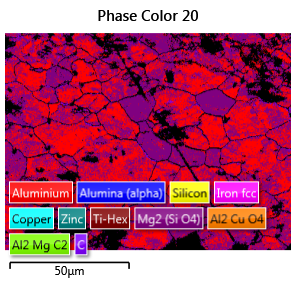 Phase Color 20
Aluminium Alumina (alpha) Silicon Iron fcc
Copper Zinc Ti-Hex Mg2 (Si O4) Al2 Cu O4
Al2 Mg C2 C
50µm